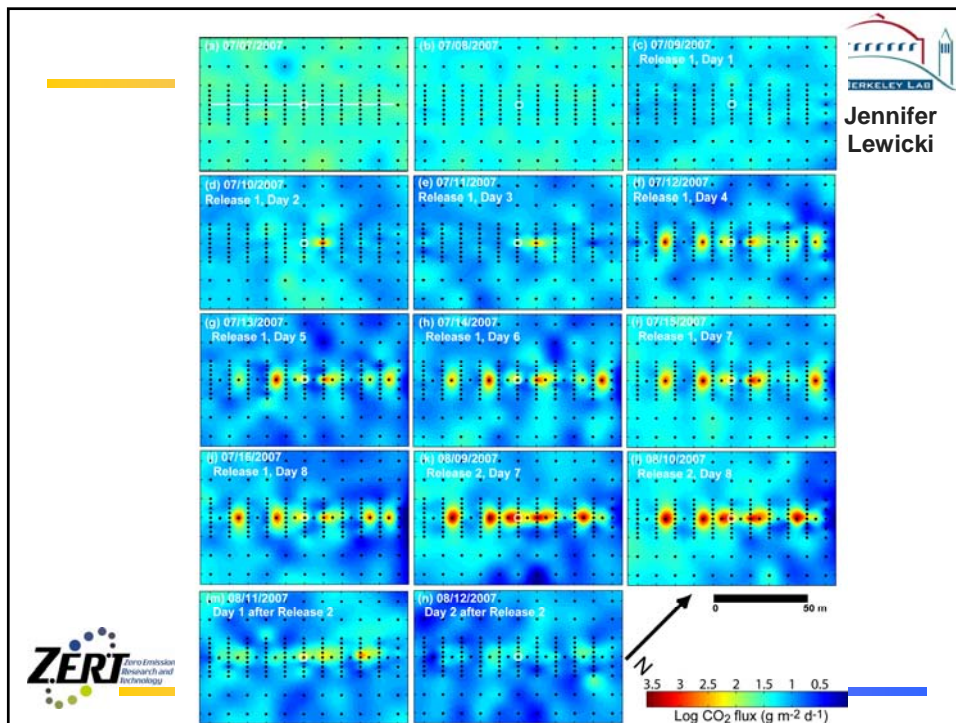 (a) 07/07/2007
(b) 07/08/2007
(c) 07/09/2007
Release 1, Day 1
BERKELEY LAB
Jennifer
Lewicki
(d) 07/10/2007
Release 1, Day 2
(e) 07/11/2007
Release 1, Day 3
(f) 07/12/2007
Release 1, Day 4
(g) 07/13/2007
Release 1, Day 5
(h) 07/14/2007
Release 1, Day 6
(i) 07/15/2007
Release 1, Day 7
(j) 07/16/2007
Release 1, Day 8
(k) 08/09/2007
Release 2, Day 7
(l) 08/10/2007
Release 2, Day 8
(m) 08/11/2007
Day 1 after Release 2
(n) 08/12/2007
Day 2 after Release 2
0 50 m
N
ZERT
Zero Emission
Research and
Technology
3.5 3 2.5 2 1.5 1 0.5
Log CO2 flux (g m-2 d-1)